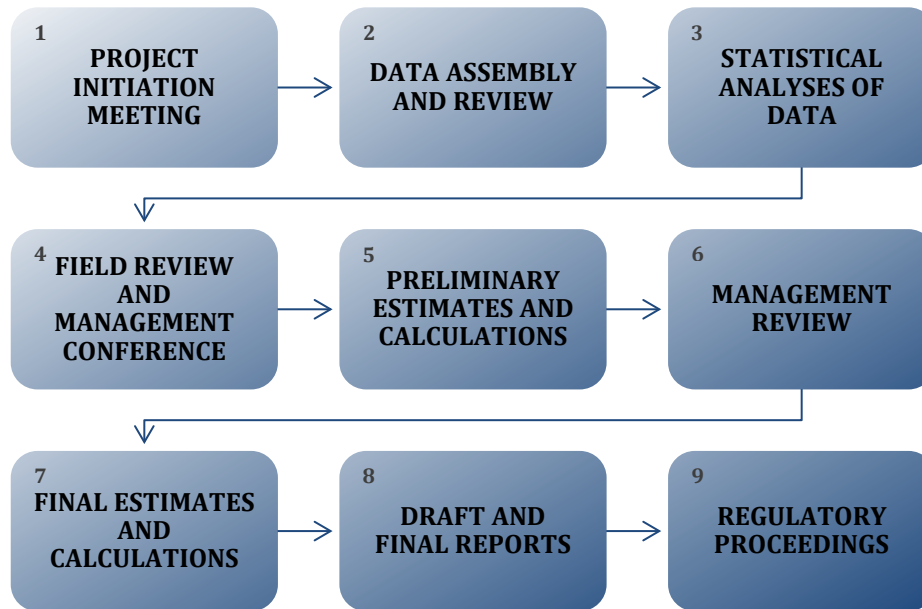 1
PROJECT
INITIATION
MEETING
2
DATA ASSEMBLY
AND REVIEW
3
STATISTICAL
ANALYSES OF
DATA
4
FIELD REVIEW
AND
MANAGEMENT
CONFERENCE
5
PRELIMINARY
ESTIMATES AND
CALCULATIONS
6
MANAGEMENT
REVIEW
7
FINAL ESTIMATES
AND
CALCULATIONS
8
DRAFT AND
FINAL REPORTS
9
REGULATORY
PROCEEDINGS